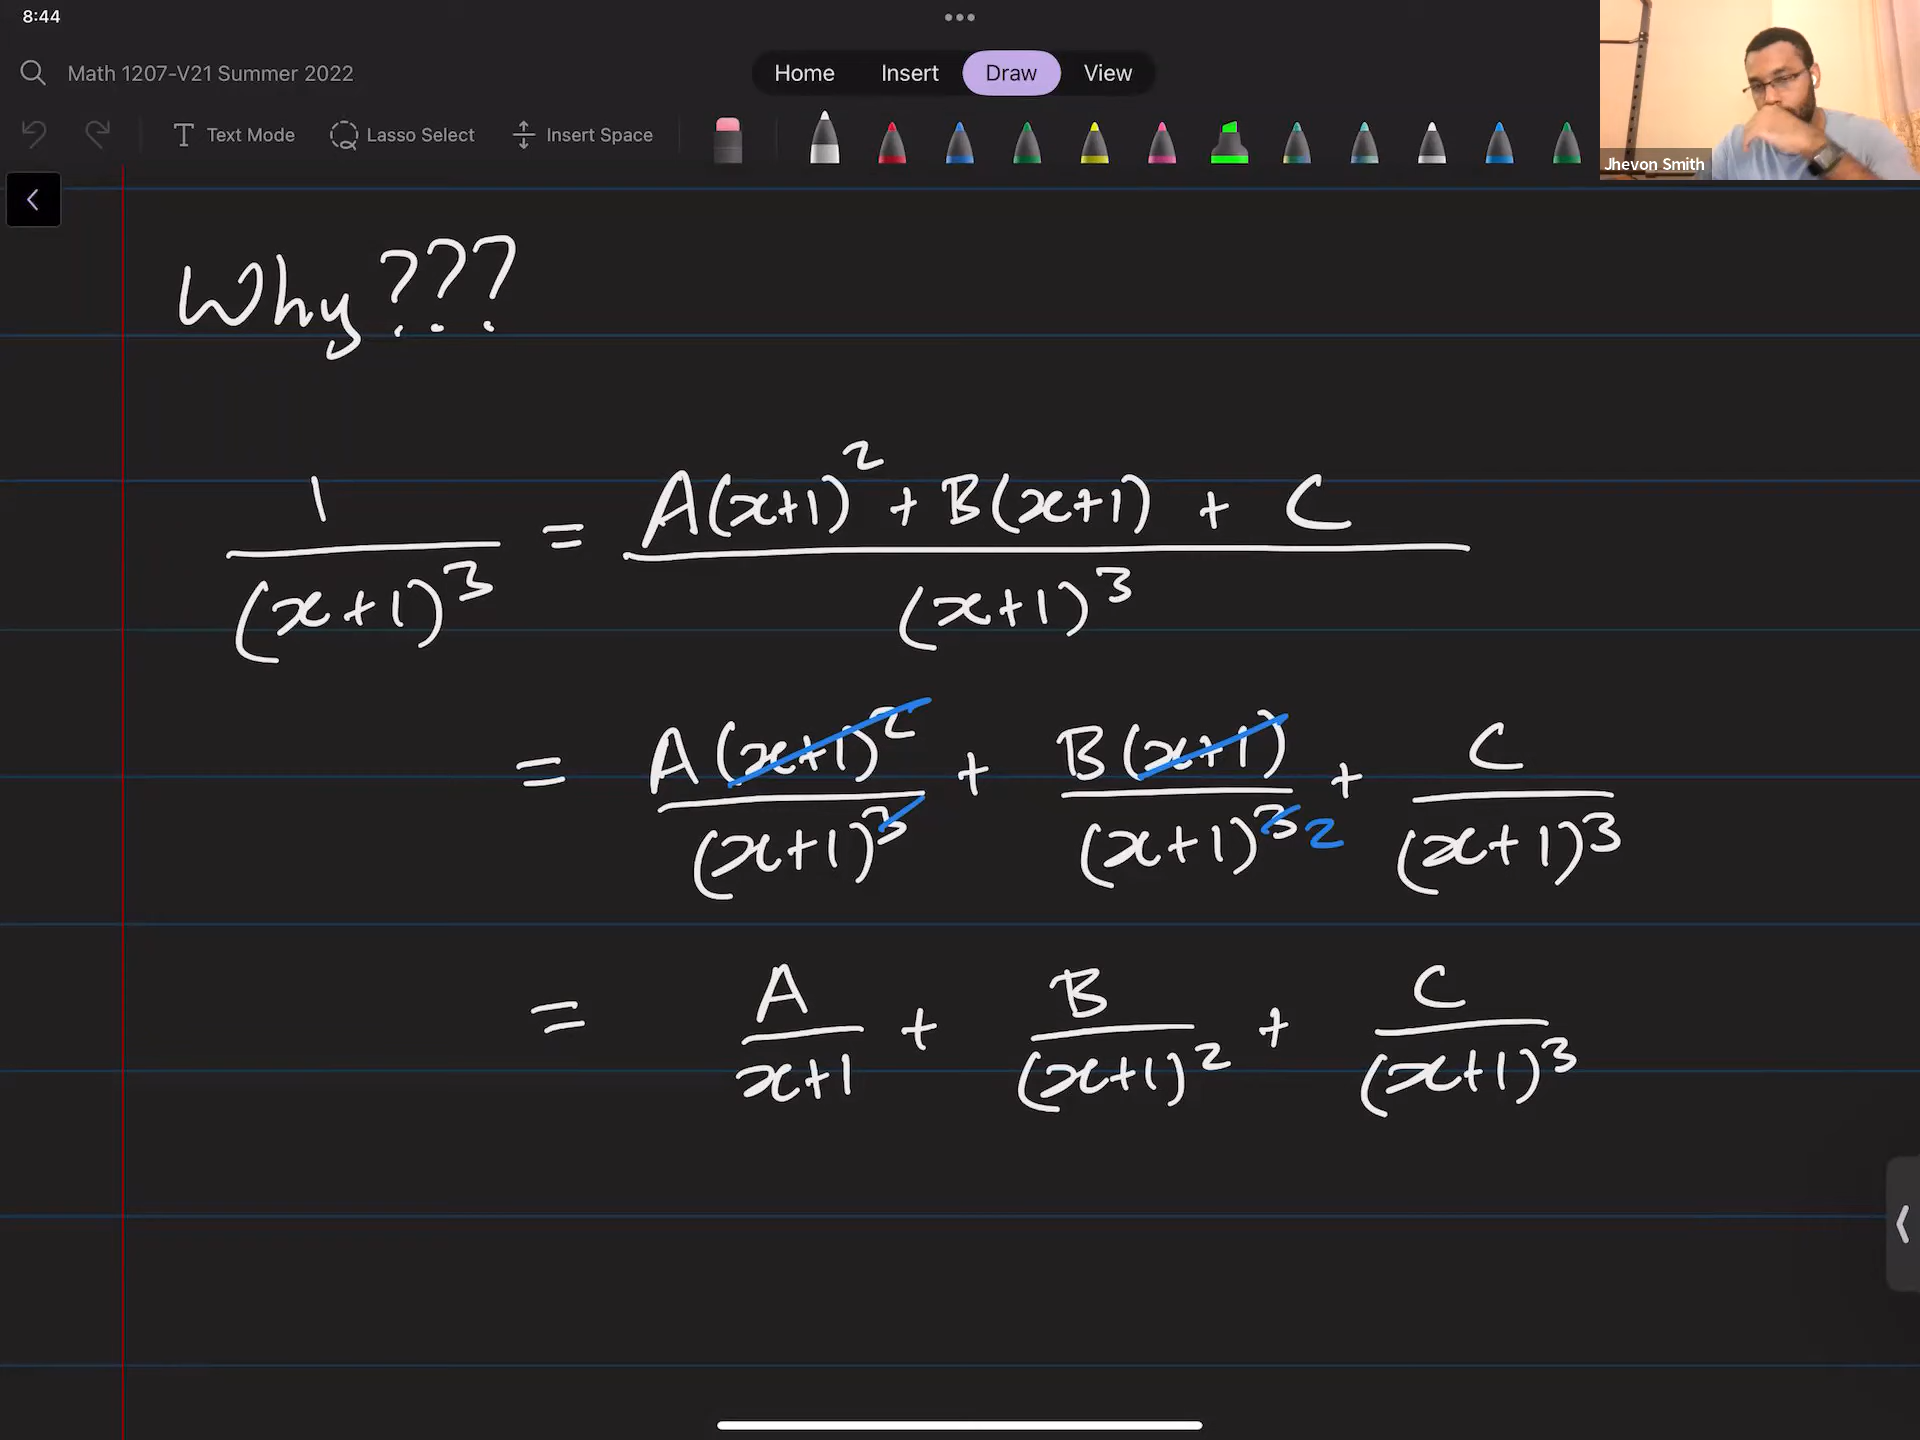 8:44
Math 1207-V21 Summer 2022
Home Insert Draw View
Text Mode Lasso Select Insert Space
Jhevon Smith
Why???
1/(x+1)³ = (A(x+1)² + B(x+1) + C)/(x+1)³
= A(x+1)²/(x+1)³ + B(x+1)/(x+1)³ 2 + C/(x+1)³
= A/(x+1) + B/(x+1)² + C/(x+1)³